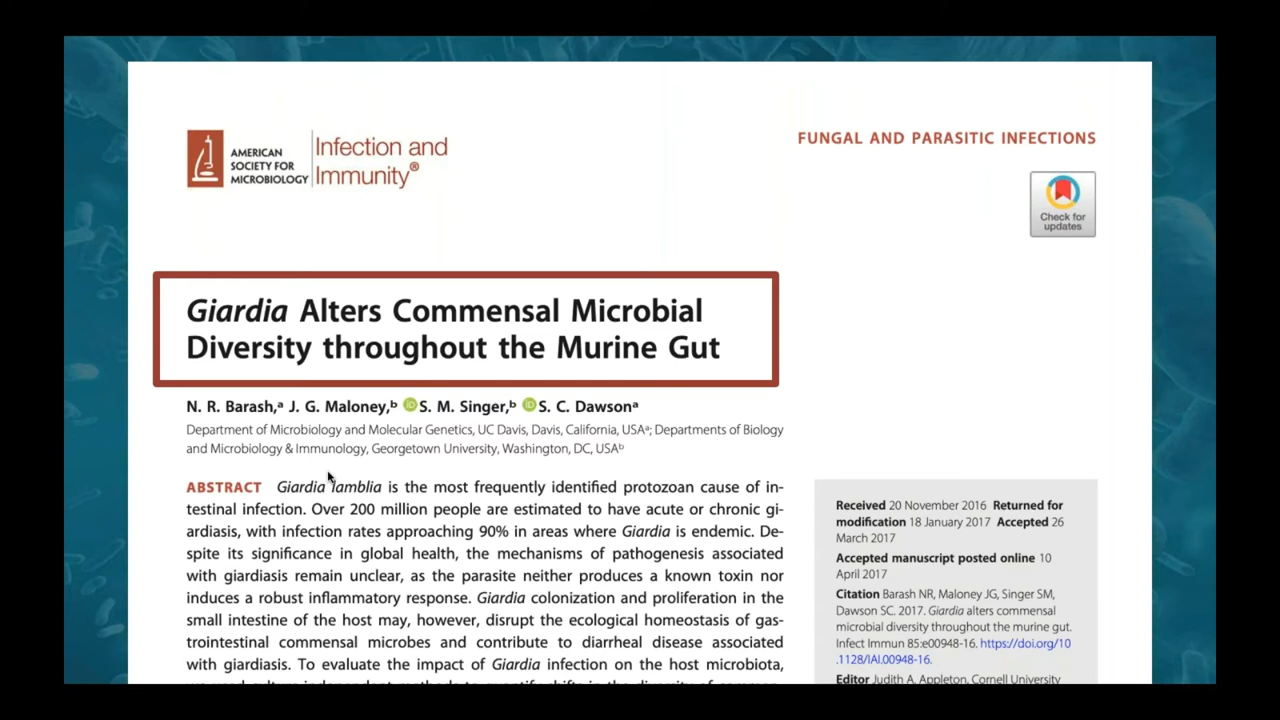 AMERICAN
SOCIETY FOR
MICROBIOLOGY
Infection and
Immunity®
FUNGAL AND PARASITIC INFECTIONS
Check for
updates
Giardia Alters Commensal Microbial
Diversity throughout the Murine Gut
N. R. Barash,ᵃ J. G. Maloney,ᵇ iD S. M. Singer,ᵇ iD S. C. Dawsonᵃ
Department of Microbiology and Molecular Genetics, UC Davis, Davis, California, USAᵃ; Departments of Biology
and Microbiology & Immunology, Georgetown University, Washington, DC, USAᵇ
ABSTRACT Giardia lamblia is the most frequently identified protozoan cause of in-
testinal infection. Over 200 million people are estimated to have acute or chronic gi-
ardiasis, with infection rates approaching 90% in areas where Giardia is endemic. De-
spite its significance in global health, the mechanisms of pathogenesis associated
with giardiasis remain unclear, as the parasite neither produces a known toxin nor
induces a robust inflammatory response. Giardia colonization and proliferation in the
small intestine of the host may, however, disrupt the ecological homeostasis of gas-
trointestinal commensal microbes and contribute to diarrheal disease associated
with giardiasis. To evaluate the impact of Giardia infection on the host microbiota,
Received 20 November 2016 Returned for
modification 18 January 2017 Accepted 26
March 2017
Accepted manuscript posted online 10
April 2017
Citation Barash NR, Maloney JG, Singer SM,
Dawson SC. 2017. Giardia alters commensal
microbial diversity throughout the murine gut.
Infect Immun 85:e00948-16. https://doi.org/10
.1128/IAI.00948-16.
Editor Judith A. Appleton, Cornell University